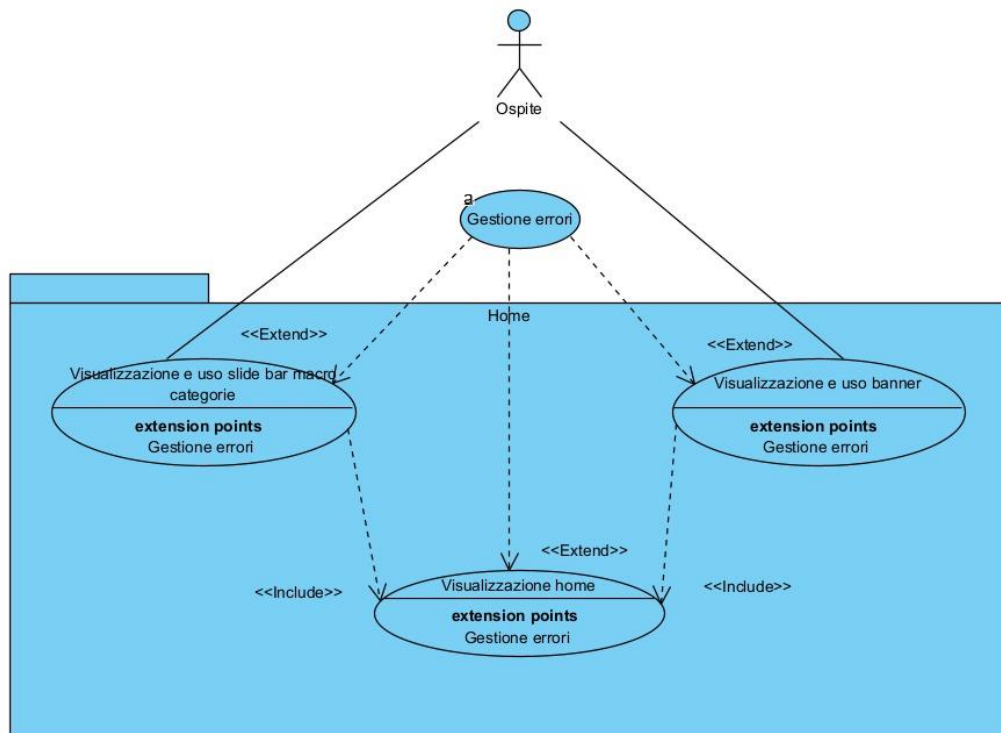 Ospite
a
Gestione errori
Home
<<Extend>>
<<Extend>>
Visualizzazione e uso slide bar macro
categorie
extension points
Gestione errori
Visualizzazione e uso banner
extension points
Gestione errori
<<Extend>>
<<Include>>
<<Include>>
Visualizzazione home
extension points
Gestione errori